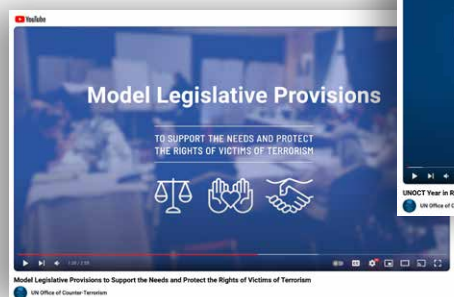 YouTube
Model Legislative Provisions
TO SUPPORT THE NEEDS AND PROTECT
THE RIGHTS OF VICTIMS OF TERRORISM
Model Legislative Provisions to Support the Needs and Protect the Rights of Victims of Terrorism
UN Office of Counter-Terrorism
UNOCT Year in R
UN Office of C